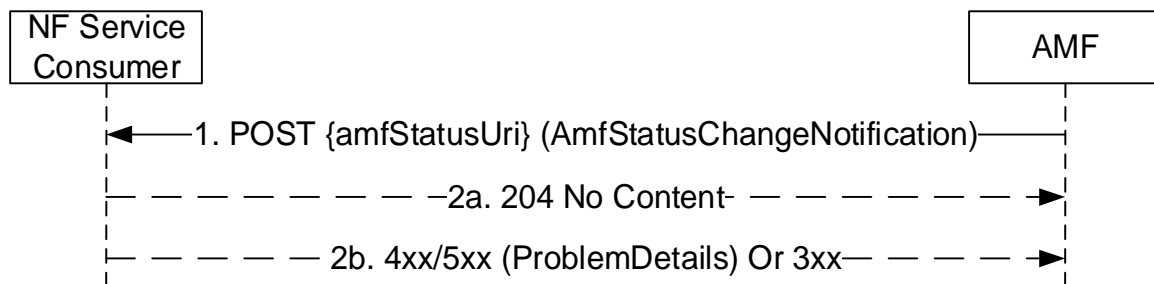 NF Service
Consumer
AMF
1. POST {amfStatusUri} (AmfStatusChangeNotification)
2a. 204 No Content
2b. 4xx/5xx (ProblemDetails) Or 3xx